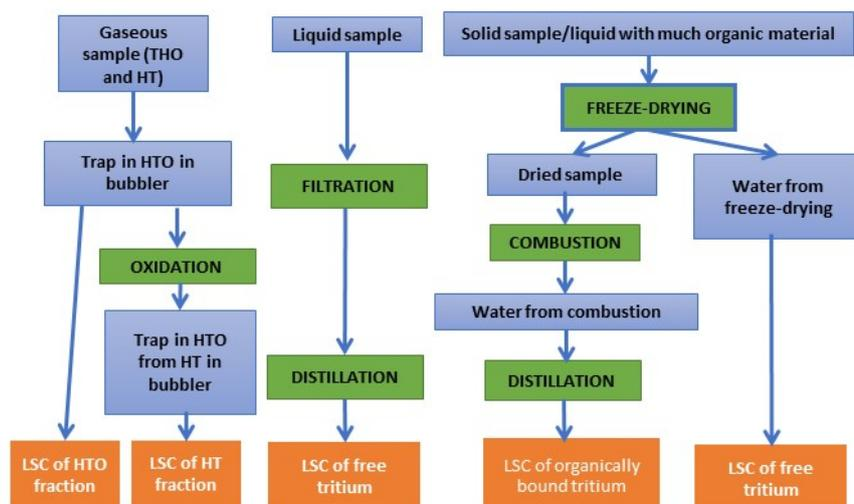 Gaseous
sample (THO
and HT)
Trap in HTO in
bubbler
OXIDATION
Trap in HTO
from HT in
bubbler
LSC of HTO
fraction
LSC of HT
fraction
Liquid sample
FILTRATION
DISTILLATION
LSC of free
tritium
Solid sample/liquid with much organic material
FREEZE-DRYING
Dried sample
COMBUSTION
Water from combustion
DISTILLATION
LSC of organically
bound tritium
Water from
freeze-drying
LSC of free
tritium